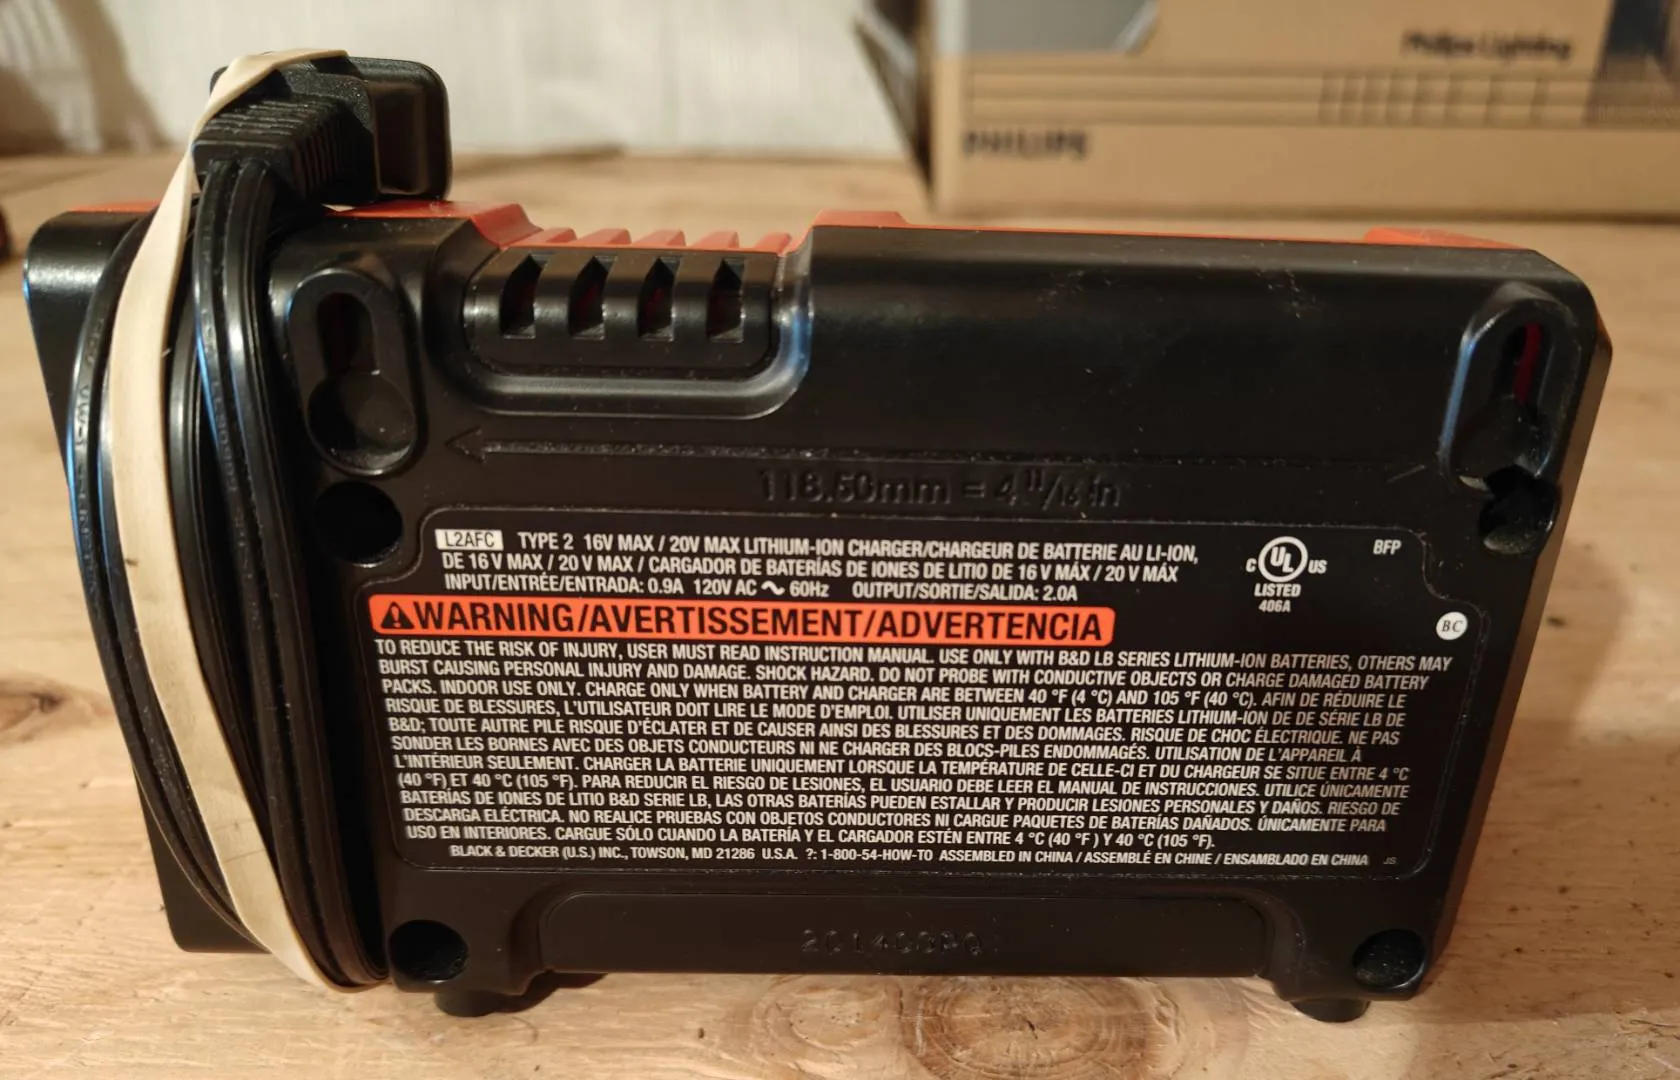 Philips Lighting
PHILIPS
118.50mm = 4 11/16 in
L2AFC TYPE 2 16V MAX / 20V MAX LITHIUM-ION CHARGER/CHARGEUR DE BATTERIE AU LI-ION,
DE 16 V MAX / 20 V MAX / CARGADOR DE BATERÍAS DE IONES DE LITIO DE 16 V MÁX / 20 V MÁX
INPUT/ENTRÉE/ENTRADA: 0.9A 120V AC ∿ 60Hz OUTPUT/SORTIE/SALIDA: 2.0A
C UL US
LISTED
406A
BFP
BC
⚠WARNING/AVERTISSEMENT/ADVERTENCIA
TO REDUCE THE RISK OF INJURY, USER MUST READ INSTRUCTION MANUAL. USE ONLY WITH B&D LB SERIES LITHIUM-ION BATTERIES, OTHERS MAY
BURST CAUSING PERSONAL INJURY AND DAMAGE. SHOCK HAZARD. DO NOT PROBE WITH CONDUCTIVE OBJECTS OR CHARGE DAMAGED BATTERY
PACKS. INDOOR USE ONLY. CHARGE ONLY WHEN BATTERY AND CHARGER ARE BETWEEN 40 °F (4 °C) AND 105 °F (40 °C). AFIN DE RÉDUIRE LE
RISQUE DE BLESSURES, L'UTILISATEUR DOIT LIRE LE MODE D'EMPLOI. UTILISER UNIQUEMENT LES BATTERIES LITHIUM-ION DE DE SÉRIE LB DE
B&D; TOUTE AUTRE PILE RISQUE D'ÉCLATER ET DE CAUSER AINSI DES BLESSURES ET DES DOMMAGES. RISQUE DE CHOC ÉLECTRIQUE. NE PAS
SONDER LES BORNES AVEC DES OBJETS CONDUCTEURS NI NE CHARGER DES BLOCS-PILES ENDOMMAGÉS. UTILISATION DE L'APPAREIL À
L'INTÉRIEUR SEULEMENT. CHARGER LA BATTERIE UNIQUEMENT LORSQUE LA TEMPÉRATURE DE CELLE-CI ET DU CHARGEUR SE SITUE ENTRE 4 °C
(40 °F) ET 40 °C (105 °F). PARA REDUCIR EL RIESGO DE LESIONES, EL USUARIO DEBE LEER EL MANUAL DE INSTRUCCIONES. UTILICE ÚNICAMENTE
BATERÍAS DE IONES DE LITIO B&D SERIE LB, LAS OTRAS BATERÍAS PUEDEN ESTALLAR Y PRODUCIR LESIONES PERSONALES Y DAÑOS. RIESGO DE
DESCARGA ELÉCTRICA. NO REALICE PRUEBAS CON OBJETOS CONDUCTORES NI CARGUE PAQUETES DE BATERÍAS DAÑADOS. ÚNICAMENTE PARA
USO EN INTERIORES. CARGUE SÓLO CUANDO LA BATERÍA Y EL CARGADOR ESTÉN ENTRE 4 °C (40 °F ) Y 40 °C (105 °F).
BLACK & DECKER (U.S.) INC., TOWSON, MD 21286 U.S.A. ?: 1-800-54-HOW-TO ASSEMBLED IN CHINA / ASSEMBLÉ EN CHINE / ENSAMBLADO EN CHINA JS